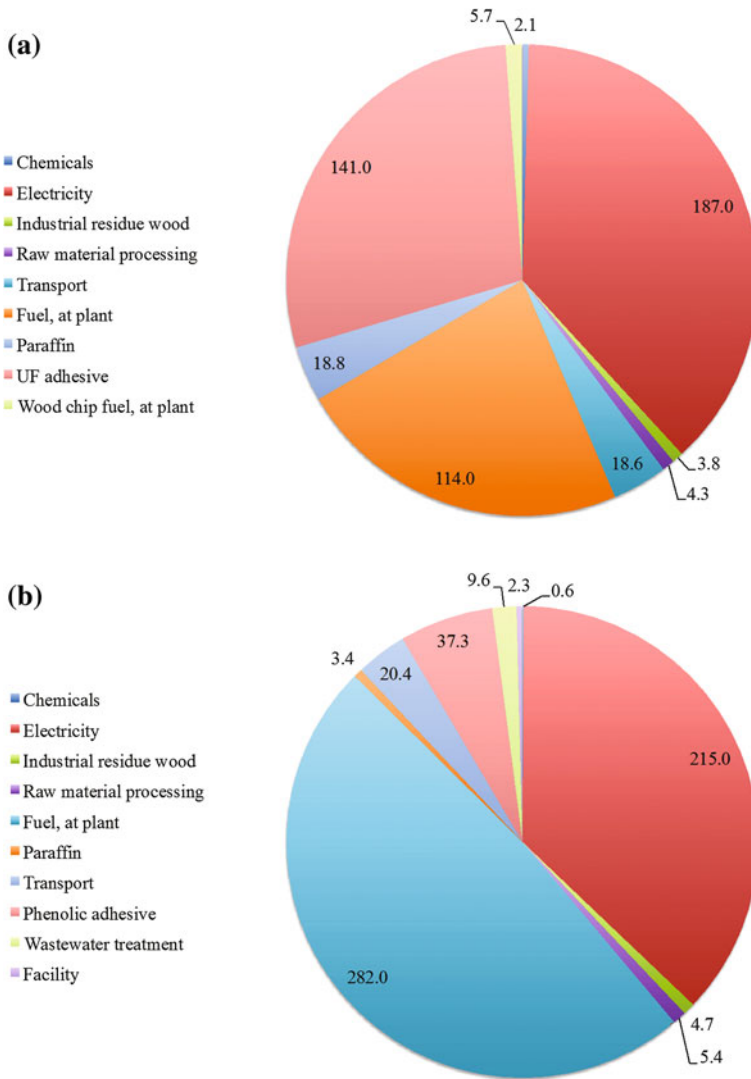 (a)
5.7
2.1
Chemicals
Electricity
Industrial residue wood
Raw material processing
Transport
Fuel, at plant
Paraffin
UF adhesive
Wood chip fuel, at plant
141.0
187.0
18.8
114.0
18.6
3.8
4.3
(b)
9.6
2.3
0.6
3.4
20.4
37.3
Chemicals
Electricity
Industrial residue wood
Raw material processing
Fuel, at plant
Paraffin
Transport
Phenolic adhesive
Wastewater treatment
Facility
215.0
282.0
4.7
5.4